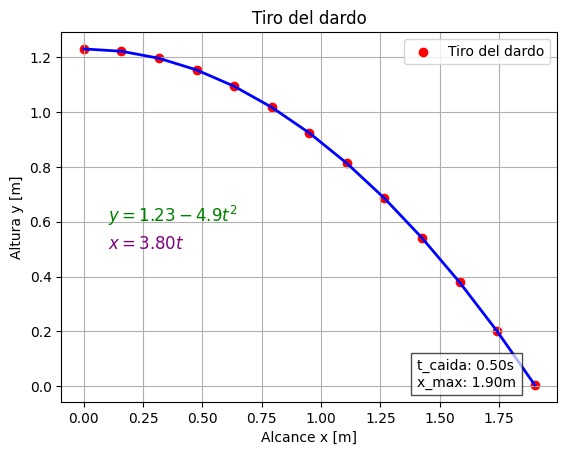 Tiro del dardo
Tiro del dardo
Altura y [m]
1.2
1.0
0.8
0.6
0.4
0.2
0.0
y = 1.23 − 4.9t²
x = 3.80t
t_caida: 0.50s
x_max: 1.90m
0.00 0.25 0.50 0.75 1.00 1.25 1.50 1.75
Alcance x [m]